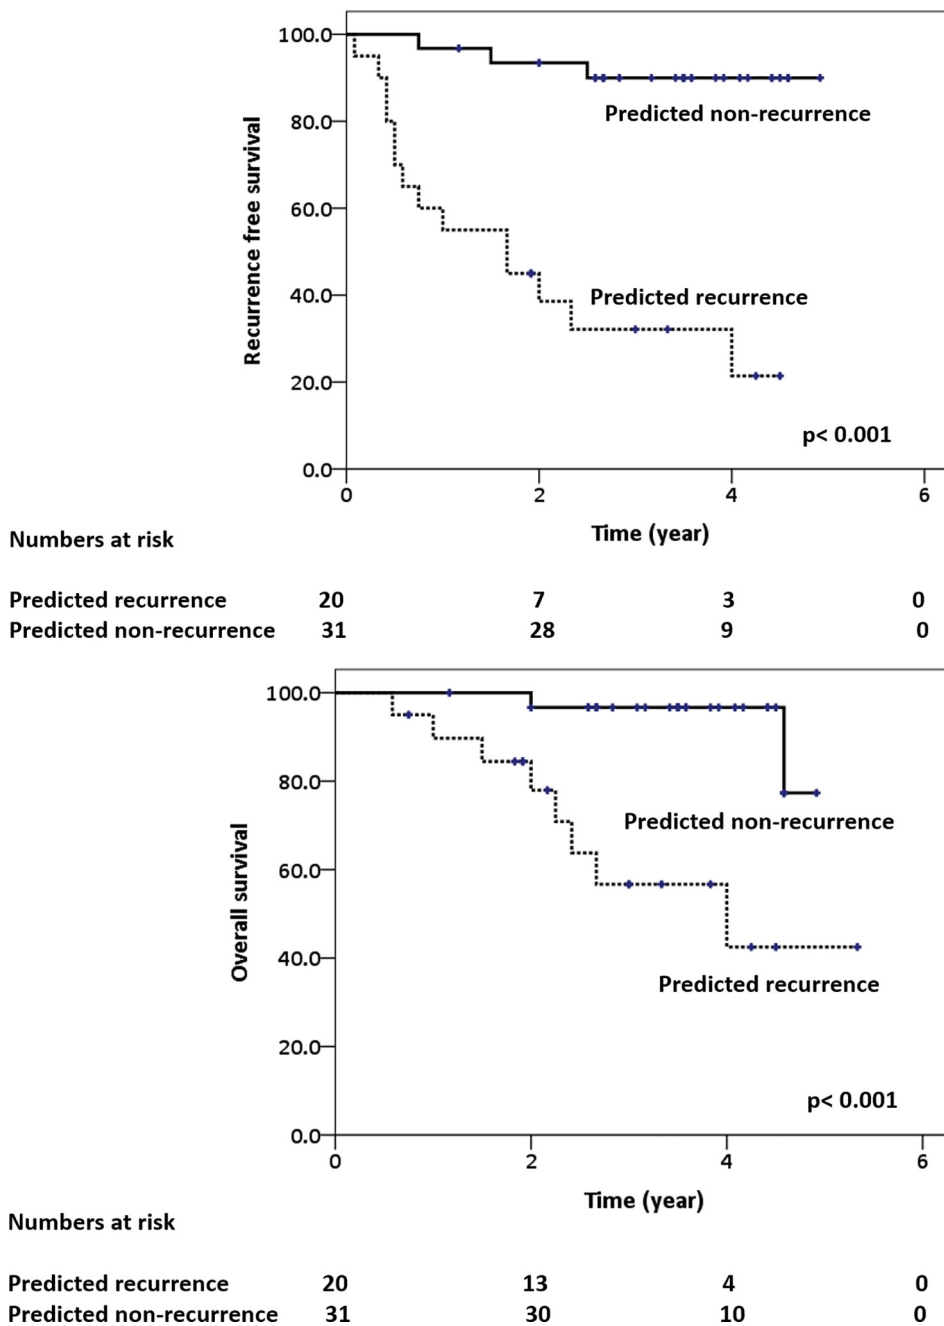 100.0
80.0
60.0
40.0
20.0
0.0
Recurrence free survival
Predicted non-recurrence
Predicted recurrence
p< 0.001
0 2 4 6
Time (year)
Numbers at risk
Predicted recurrence 20 7 3 0
Predicted non-recurrence 31 28 9 0
100.0
80.0
60.0
40.0
20.0
0.0
Overall survival
Predicted non-recurrence
Predicted recurrence
p< 0.001
0 2 4 6
Time (year)
Numbers at risk
Predicted recurrence 20 13 4 0
Predicted non-recurrence 31 30 10 0